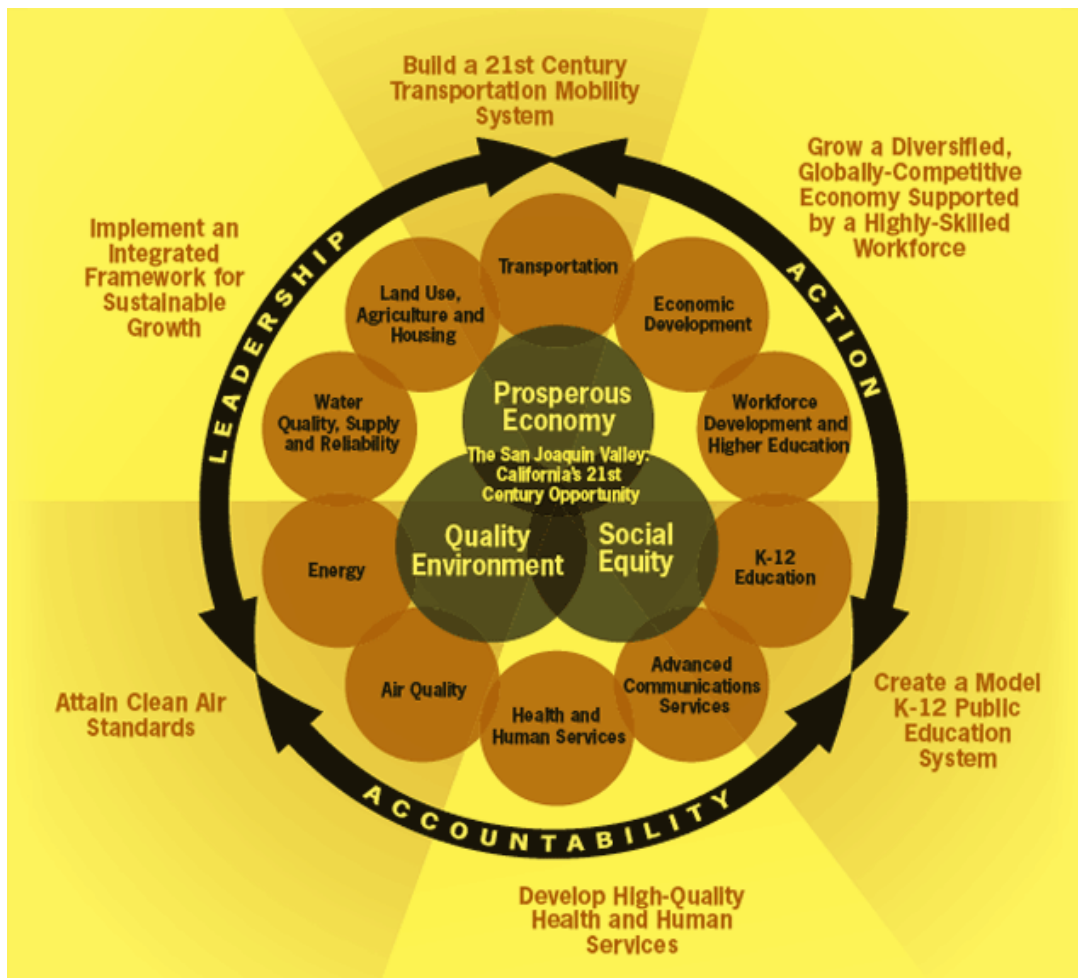 Build a 21st Century
Transportation Mobility
System
Grow a Diversified,
Globally-Competitive
Economy Supported
by a Highly-Skilled
Workforce
Implement an
Integrated
Framework for
Sustainable
Growth
LEADERSHIP
ACTION
Transportation
Land Use,
Agriculture and
Housing
Economic
Development
Water
Quality, Supply
and Reliability
Prosperous
Economy
Workforce
Development and
Higher Education
The San Joaquin Valley:
California's 21st
Century Opportunity
Quality
Environment
Social
Equity
Energy
K-12
Education
Air Quality
Advanced
Communications
Services
Health and
Human Services
Attain Clean Air
Standards
Create a Model
K-12 Public
Education
System
ACCOUNTABILITY
Develop High-Quality
Health and Human
Services